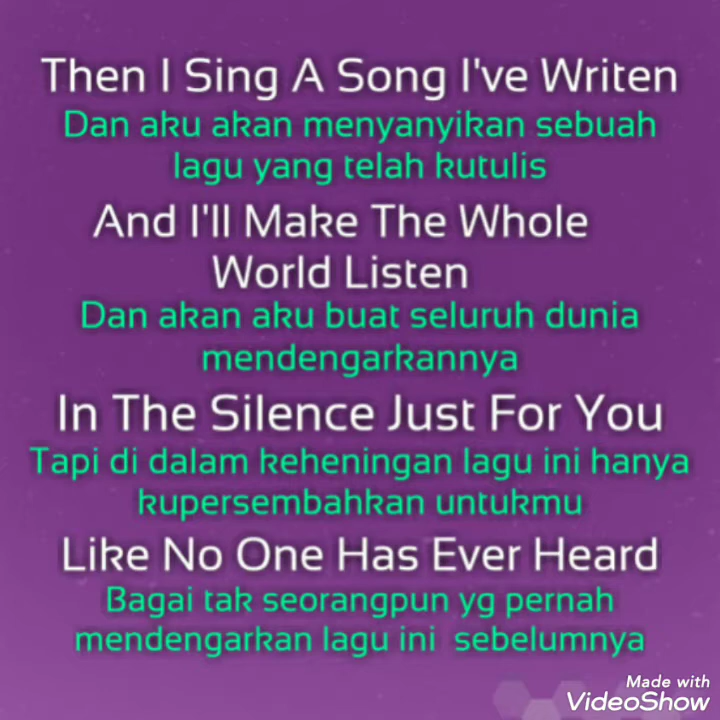 Then I Sing A Song I've Writen
Dan aku akan menyanyikan sebuah
lagu yang telah kutulis
And I'll Make The Whole
World Listen
Dan akan aku buat seluruh dunia
mendengarkannya
In The Silence Just For You
Tapi di dalam keheningan lagu ini hanya
kupersembahkan untukmu
Like No One Has Ever Heard
Bagai tak seorangpun yg pernah
mendengarkan lagu ini sebelumnya
Made with
VideoShow